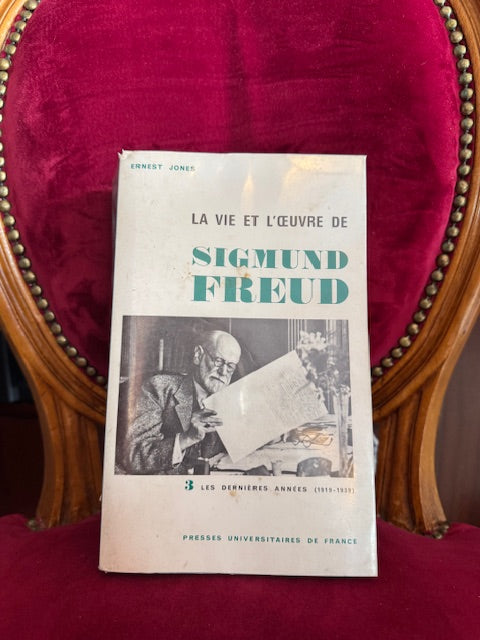 ERNEST JONES
LA VIE ET L'ŒUVRE DE
SIGMUND
FREUD
3 LES DERNIÈRES ANNÉES (1919-1939)
PRESSES UNIVERSITAIRES DE FRANCE